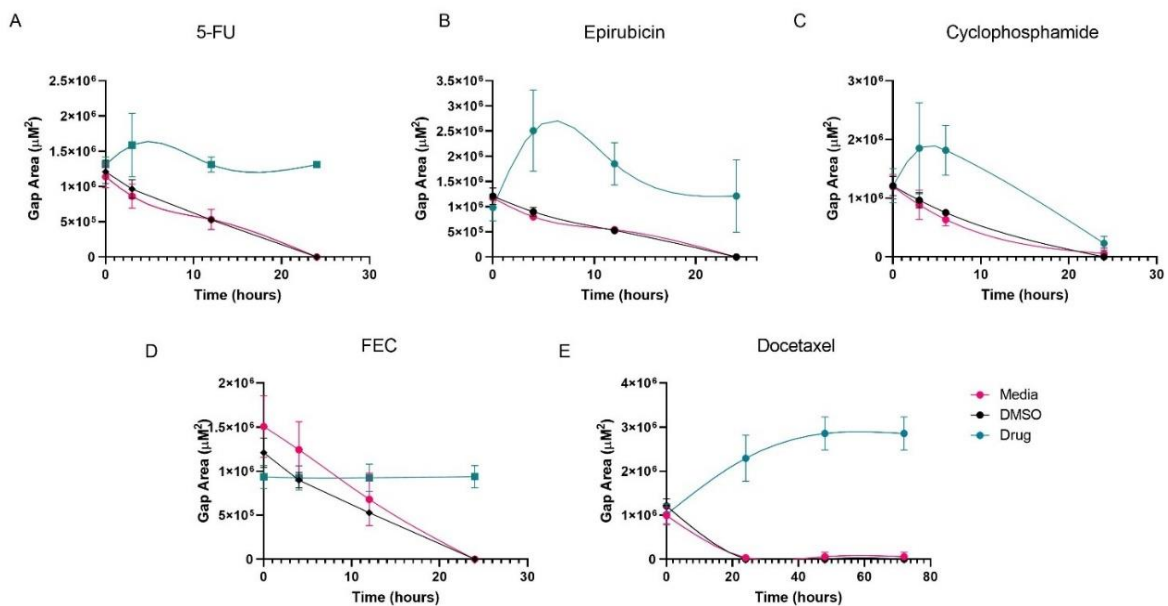 A
5-FU
Gap Area (μM²)
2.5×10⁶
2×10⁶
1.5×10⁶
1×10⁶
5×10⁵
0
0 10 20 30
Time (hours)
B
Epirubicin
Gap Area (μM²)
3.5×10⁶
3×10⁶
2.5×10⁶
2×10⁶
1.5×10⁶
1×10⁶
5×10⁵
0
0 10 20
Time (hours)
C
Cyclophosphamide
Gap Area (μM²)
3×10⁶
2×10⁶
1×10⁶
0
0 10 20 30
Time (hours)
D
FEC
Gap Area (μM²)
2×10⁶
1.5×10⁶
1×10⁶
5×10⁵
0
0 10 20 30
Time (hours)
E
Docetaxel
Gap Area (μM²)
4×10⁶
3×10⁶
2×10⁶
1×10⁶
0
0 20 40 60 80
Time (hours)
Media
DMSO
Drug